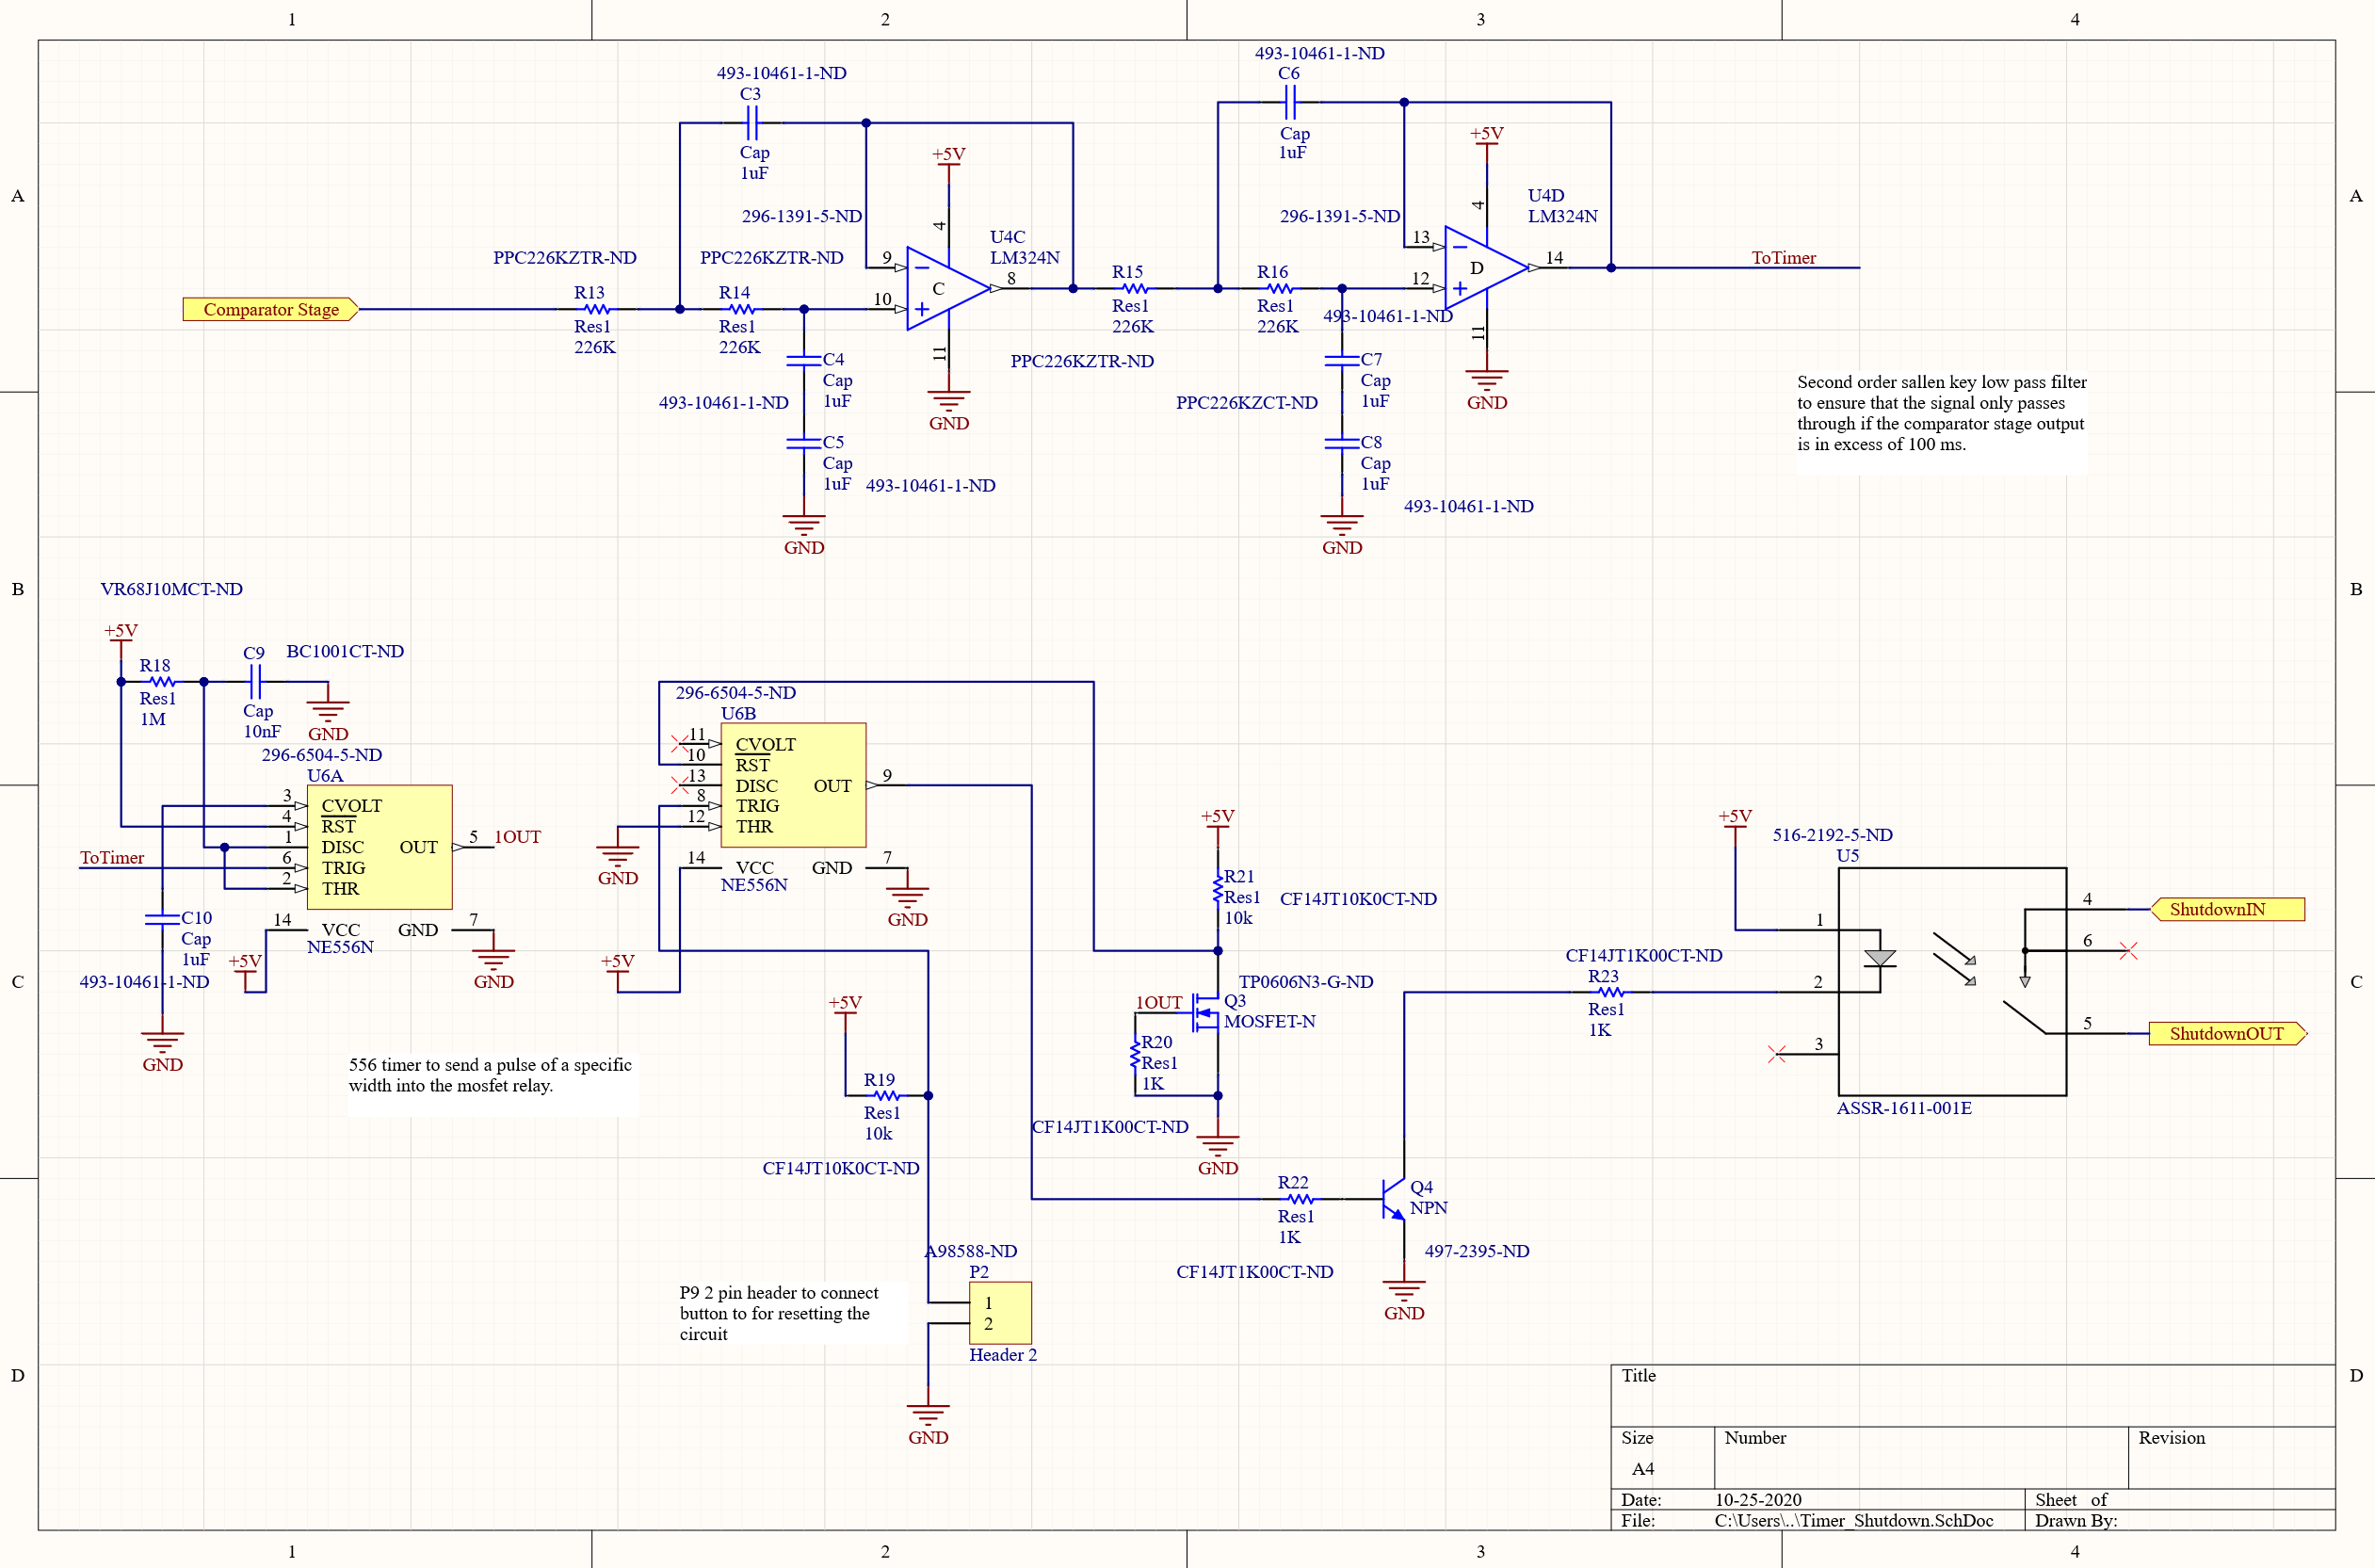 1
2
3
4
A
A
B
B
C
C
D
D
1
2
3
4
493-10461-1-ND
C3
Cap
1uF
493-10461-1-ND
C6
Cap
1uF
+5V
+5V
296-1391-5-ND
296-1391-5-ND
U4C
LM324N
U4D
LM324N
4
9
10
C
8
11
GND
4
13
12
D
14
11
GND
ToTimer
PPC226KZTR-ND
PPC226KZTR-ND
Comparator Stage
R13
Res1
226K
R14
Res1
226K
R15
Res1
226K
R16
Res1
226K
PPC226KZTR-ND
PPC226KZCT-ND
493-10461-1-ND
C4
Cap
1uF
493-10461-1-ND
C5
Cap
1uF
493-10461-1-ND
GND
C7
Cap
1uF
C8
Cap
1uF
493-10461-1-ND
GND
Second order sallen key low pass filter
to ensure that the signal only passes
through if the comparator stage output
is in excess of 100 ms.
VR68J10MCT-ND
+5V
R18
Res1
1M
C9
Cap
10nF
BC1001CT-ND
GND
296-6504-5-ND
U6A
3 CVOLT
4 RST
1 DISC
6 TRIG
2 THR
OUT 5
1OUT
ToTimer
14 VCC
GND 7
NE556N
GND
+5V
C10
Cap
1uF
493-10461-1-ND
GND
556 timer to send a pulse of a specific
width into the mosfet relay.
296-6504-5-ND
U6B
11 CVOLT
10 RST
13 DISC
8 TRIG
12 THR
OUT 9
14 VCC
GND 7
NE556N
GND
GND
+5V
+5V
R19
Res1
10k
CF14JT10K0CT-ND
A98588-ND
P2
1
2
Header 2
GND
P9 2 pin header to connect
button to for resetting the
circuit
+5V
R21
Res1
10k
CF14JT10K0CT-ND
TP0606N3-G-ND
Q3
MOSFET-N
1OUT
R20
Res1
1K
CF14JT1K00CT-ND
GND
R22
Res1
1K
CF14JT1K00CT-ND
Q4
NPN
497-2395-ND
GND
CF14JT1K00CT-ND
R23
Res1
1K
+5V
516-2192-5-ND
U5
1
2
3
4
6
5
ShutdownIN
ShutdownOUT
ASSR-1611-001E
Title
Size
A4
Number
Revision
Date: 10-25-2020
Sheet of
File: C:\Users\..\Timer_Shutdown.SchDoc
Drawn By: